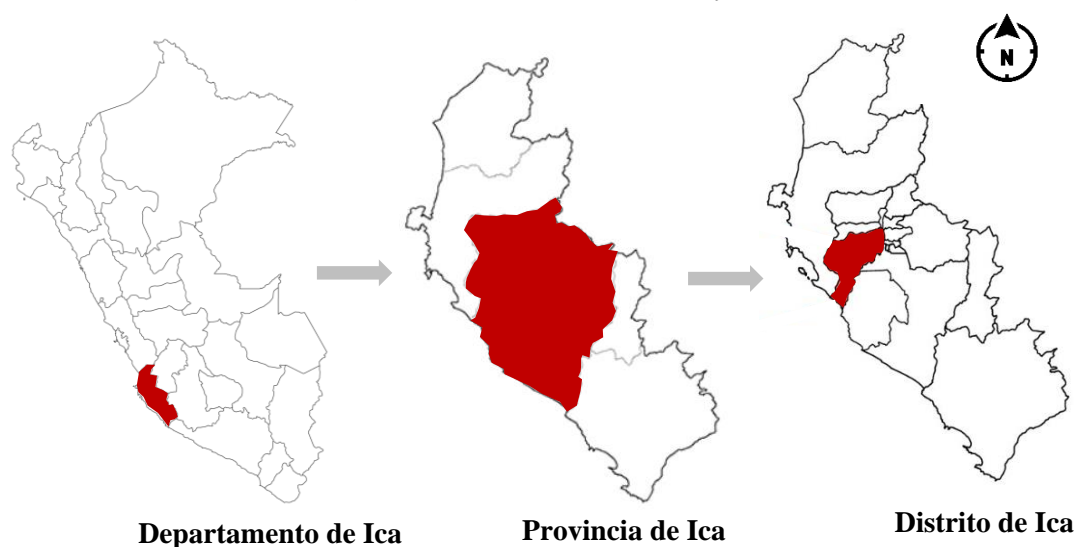 N
Departamento de Ica
Provincia de Ica
Distrito de Ica